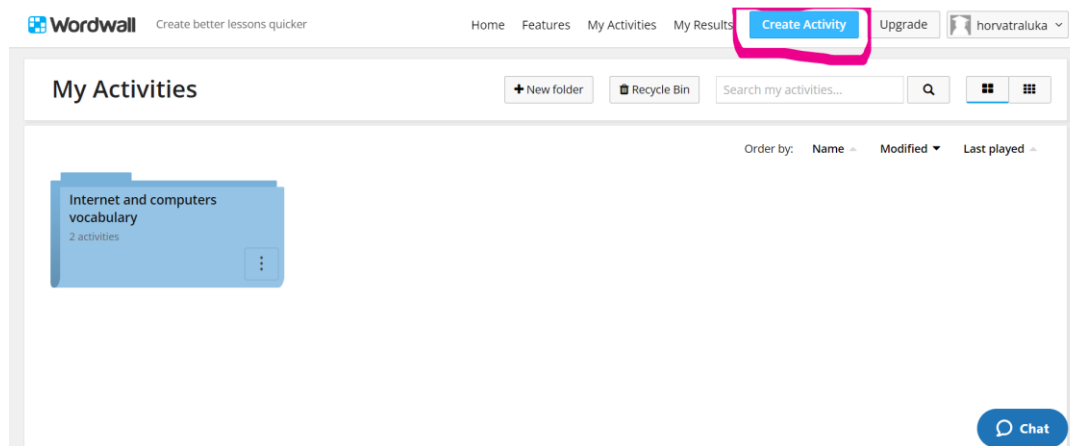 Wordwall Create better lessons quicker Home Features My Activities My Results Create Activity Upgrade horvatraluka
My Activities New folder Recycle Bin Search my activities...
Order by: Name Modified Last played
Internet and computers
vocabulary
2 activities
Chat